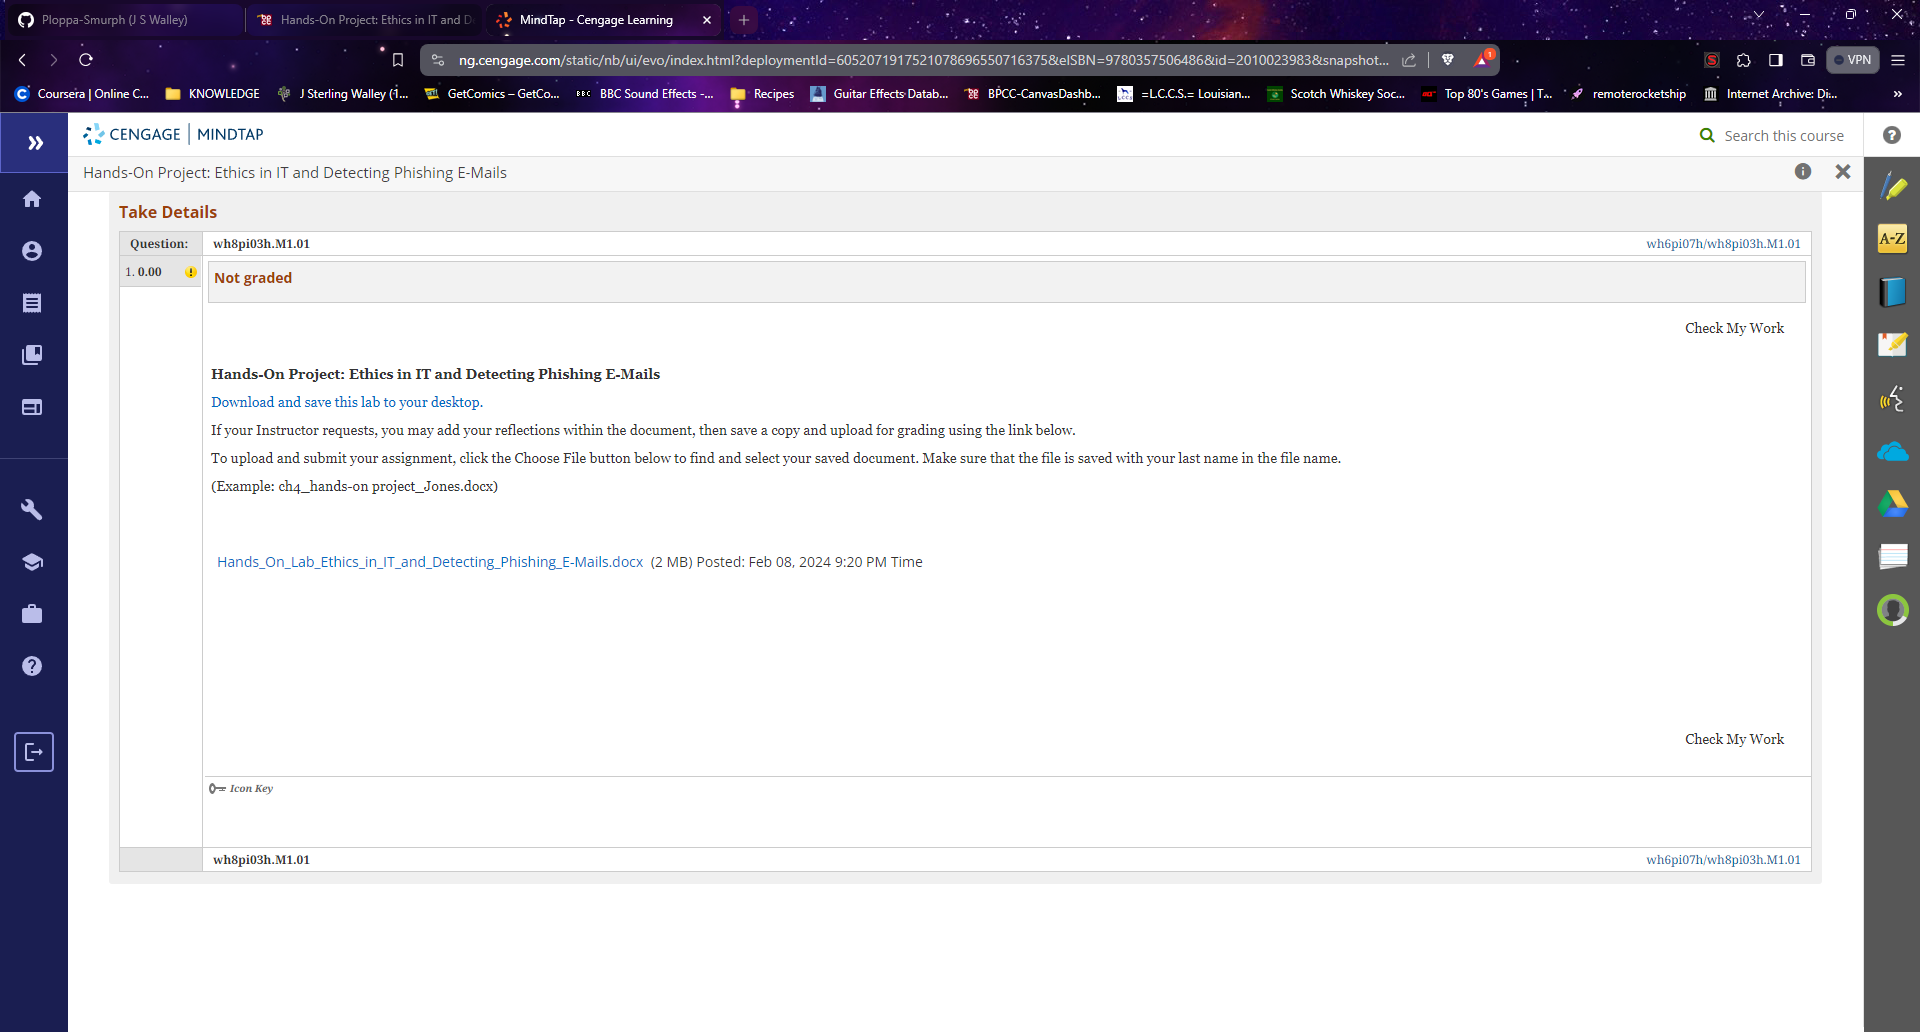 Ploppa-Smurph (J S Walley)
Hands-On Project: Ethics in IT and D
MindTap - Cengage Learning
ng.cengage.com/static/nb/ui/evo/index.html?deploymentId=6052071917521078696550716375&eISBN=9780357506486&id=2010023983&snapshot...
1
VPN
Coursera | Online C...
KNOWLEDGE
J Sterling Walley (1...
GetComics – GetCo...
BBC
BBC Sound Effects -...
Recipes
Guitar Effects Datab...
BPCC-CanvasDashb...
=L.C.C.S.= Louisian...
Scotch Whiskey Soc...
Top 80's Games | T...
remoterocketship
Internet Archive: Di...
CENGAGE | MINDTAP
Search this course
Hands-On Project: Ethics in IT and Detecting Phishing E-Mails
Take Details
Question:
wh8pi03h.M1.01
wh6pi07h/wh8pi03h.M1.01
1. 0.00
Not graded
Check My Work
Hands-On Project: Ethics in IT and Detecting Phishing E-Mails
Download and save this lab to your desktop.
If your Instructor requests, you may add your reflections within the document, then save a copy and upload for grading using the link below.
To upload and submit your assignment, click the Choose File button below to find and select your saved document. Make sure that the file is saved with your last name in the file name.
(Example: ch4_hands-on project_Jones.docx)
Hands_On_Lab_Ethics_in_IT_and_Detecting_Phishing_E-Mails.docx (2 MB) Posted: Feb 08, 2024 9:20 PM Time
Check My Work
Icon Key
wh8pi03h.M1.01
wh6pi07h/wh8pi03h.M1.01
A-Z